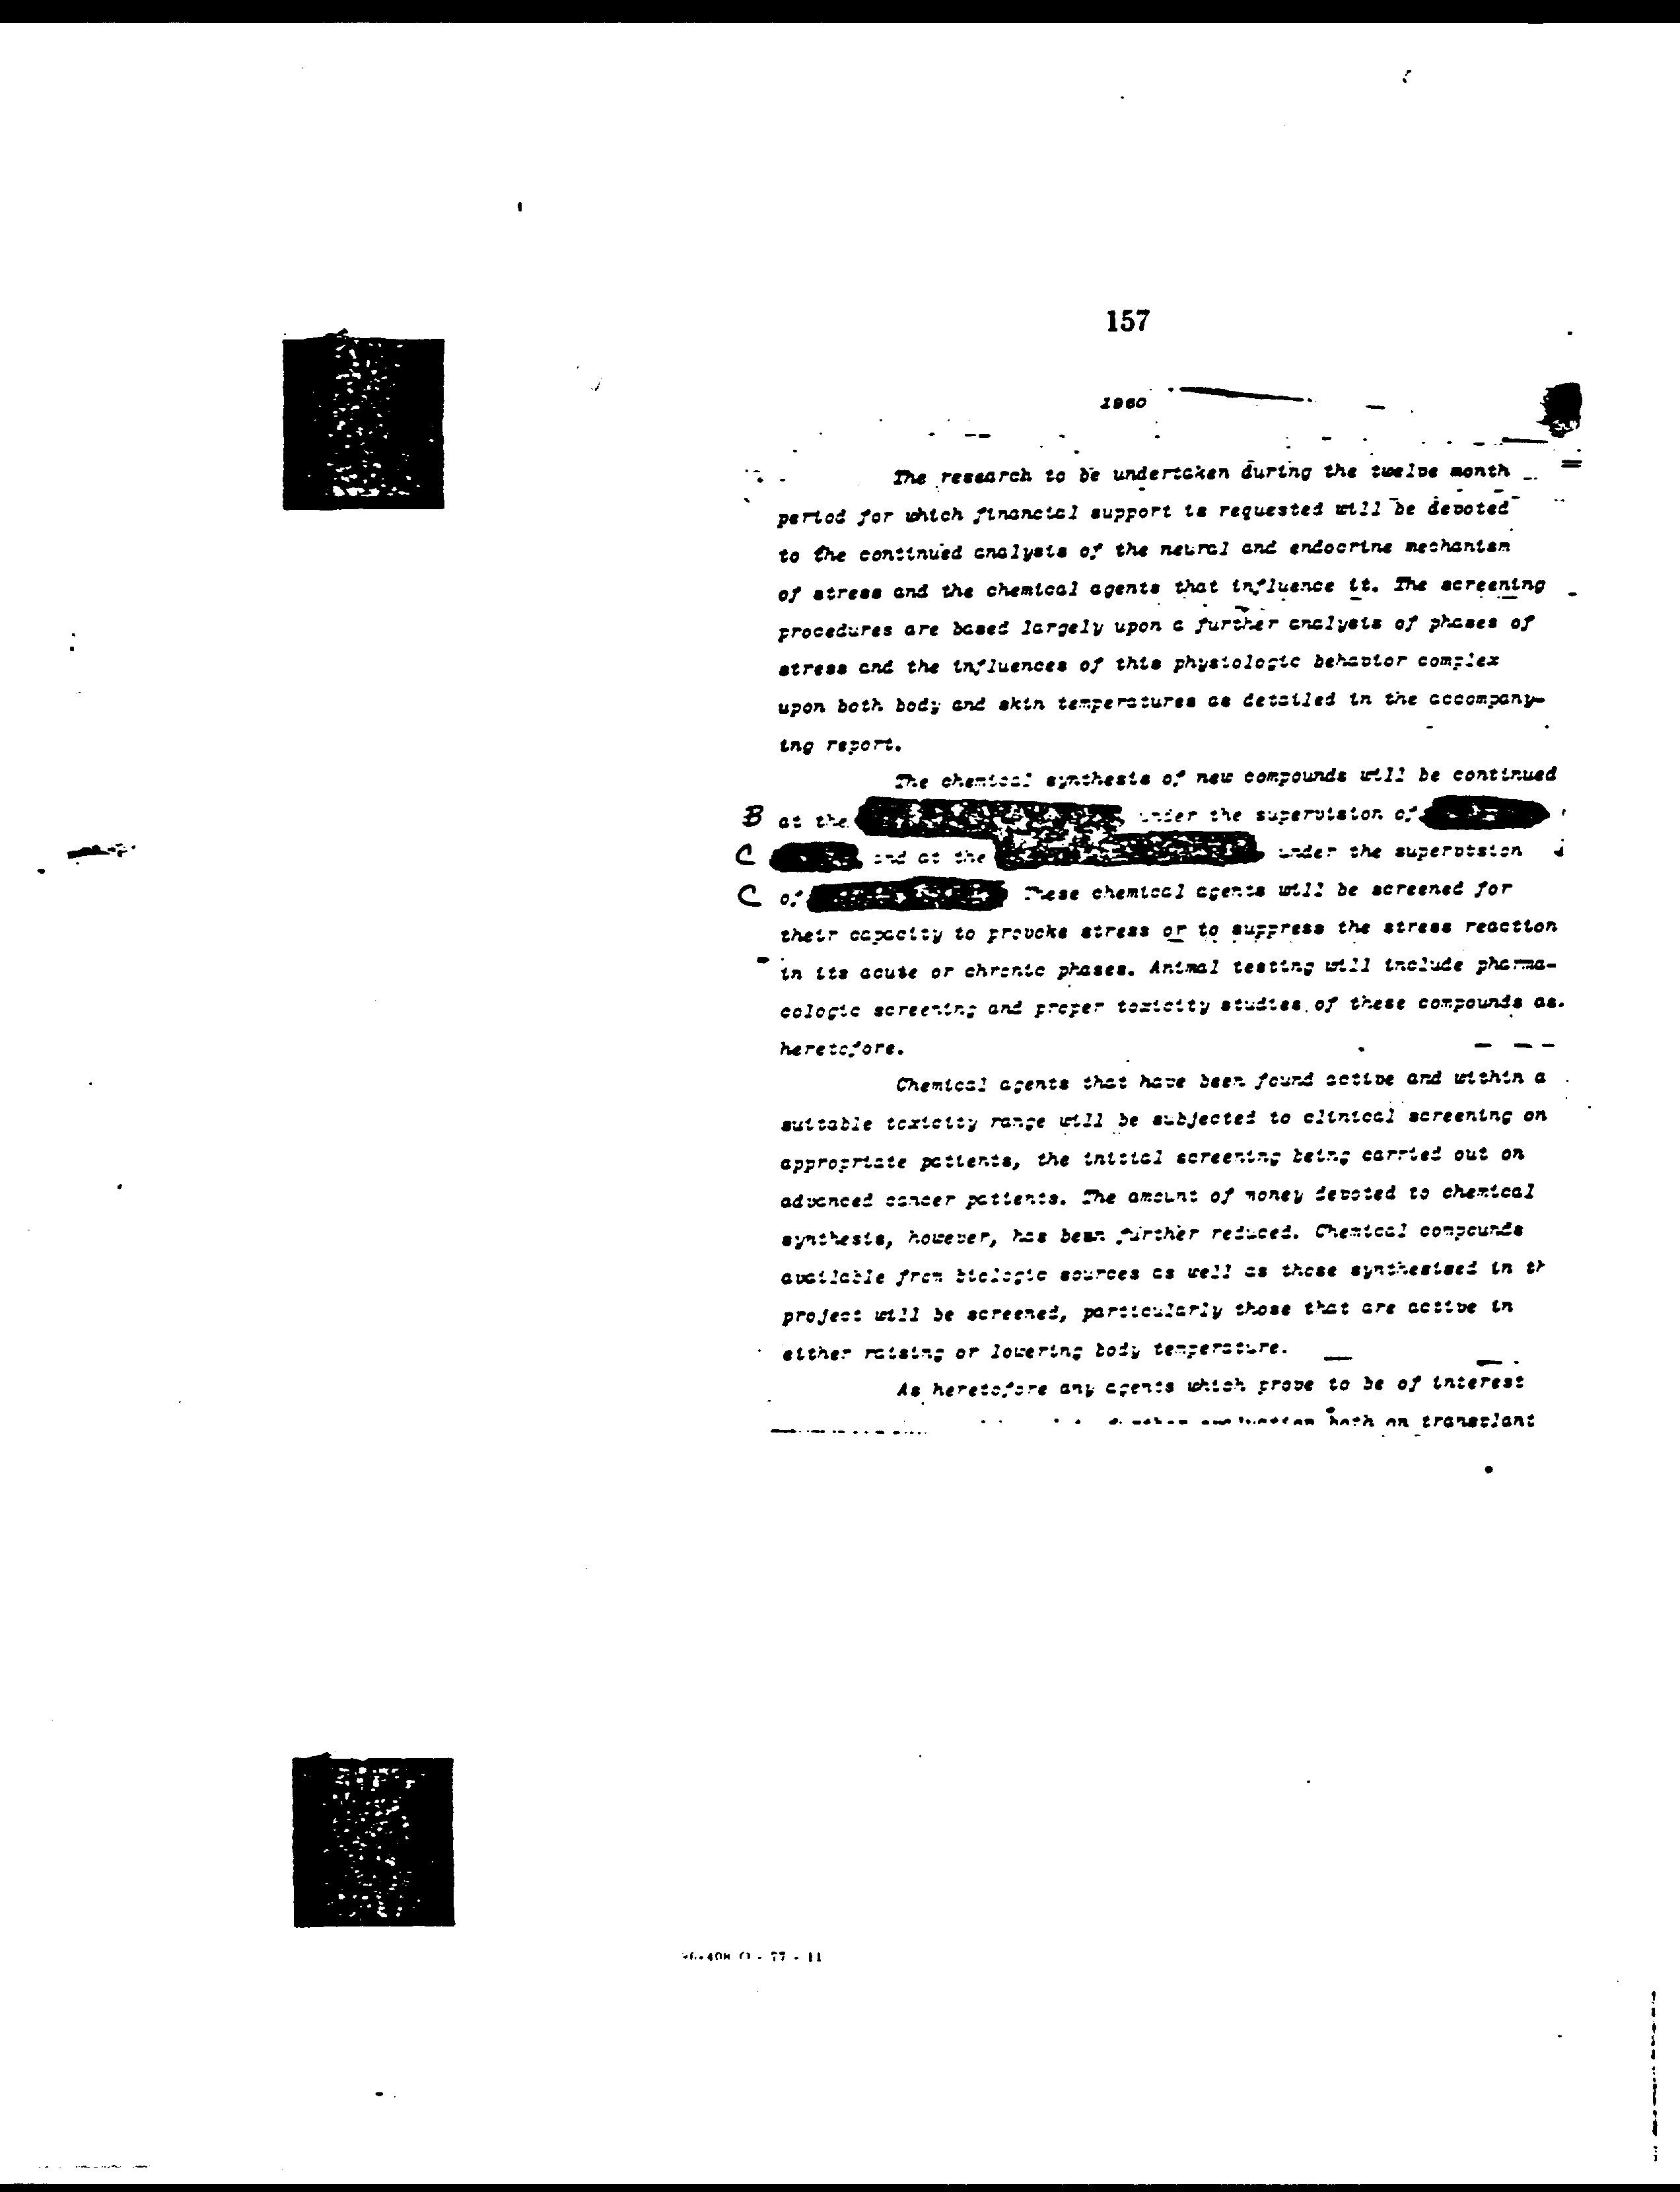 157
1960
The research to be undertaken during the twelve month
period for which financial support is requested will be devoted
to the continued analysis of the neural and endocrine mechanism
of stress and the chemical agents that influence it. The screening
procedures are based largely upon a further analysis of phases of
stress and the influences of this physiologic behavior complex
upon both body and skin temperatures as detailed in the accompany-
ing report.
The chemical synthesis of new compounds will be continued
B at the under the supervision of
C and at the under the supervision
C of These chemical agents will be screened for
their capacity to provoke stress or to suppress the stress reaction
in its acute or chronic phases. Animal testing will include pharma-
cologic screening and proper toxicity studies of these compounds as
heretofore.
Chemical agents that have been found active and within a
suitable toxicity range will be subjected to clinical screening on
appropriate patients, the initial screening being carried out on
advanced cancer patients. The amount of money devoted to chemical
synthesis, however, has been further reduced. Chemical compounds
available from biologic sources as well as those synthesized in th
project will be screened, particularly those that are active in
either raising or lowering body temperature.
As heretofore any agents which prove to be of interest
both on transplant
96-408 O - 77 - 11